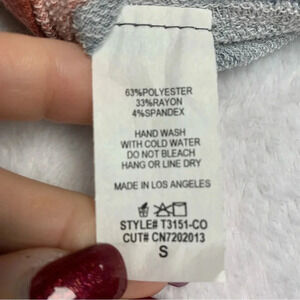 63%POLYESTER
33%RAYON
4%SPANDEX
HAND WASH
WITH COLD WATER
DO NOT BLEACH
HANG OR LINE DRY
MADE IN LOS ANGELES
STYLE# T3151-CO
CUT# CN7202013
S